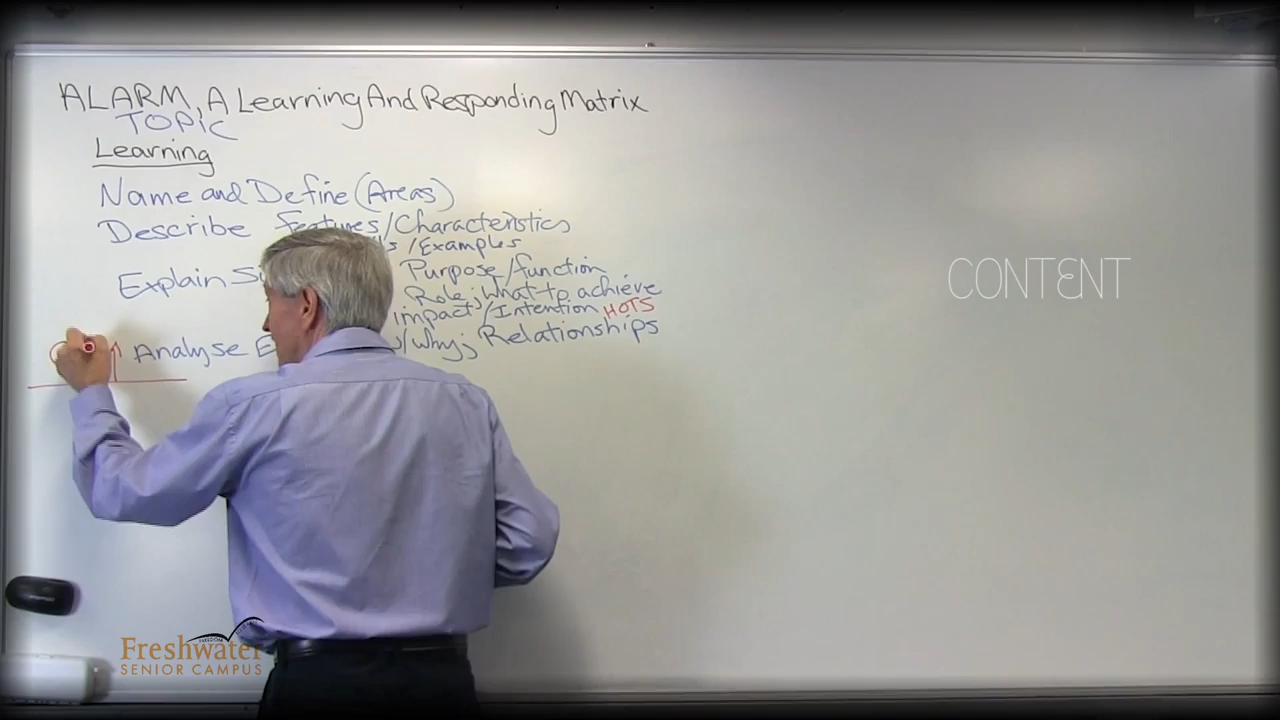 ALARM, A Learning And Responding Matrix
TOPIC
Learning
Name and Define (Areas)
Describe Features/Characteristics
/Examples
Explain Purpose/function
Role; What to achieve
impact/Intention HOTS
Analyse /Why; Relationships
CONTENT
Freshwater
SENIOR CAMPUS